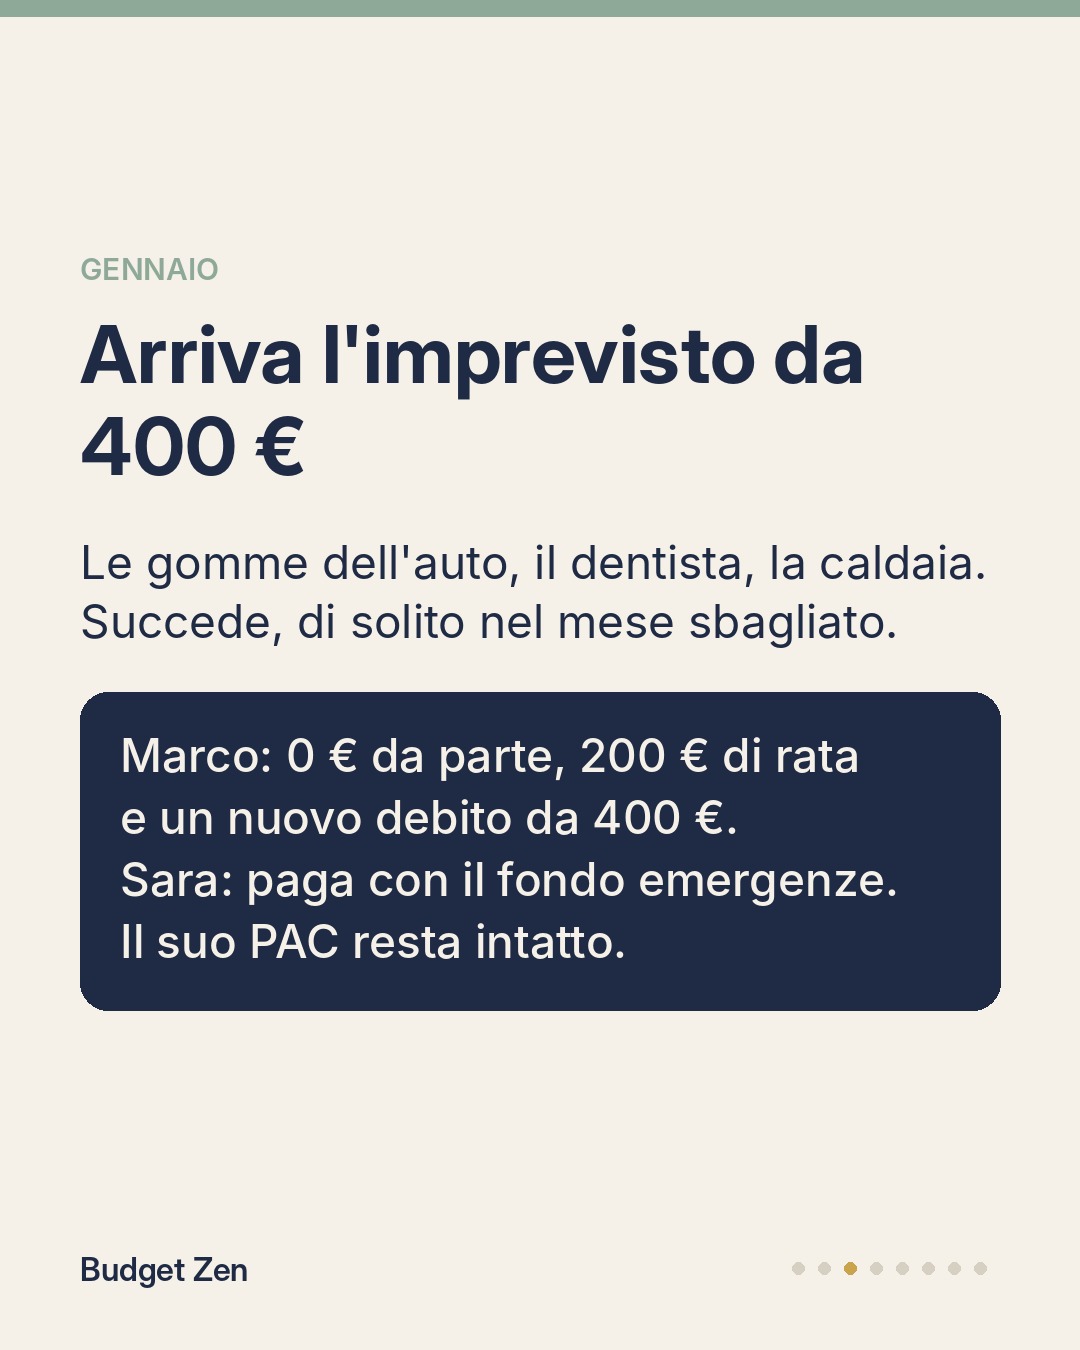 GENNAIO
Arriva l'imprevisto da
400 €
Le gomme dell'auto, il dentista, la caldaia.
Succede, di solito nel mese sbagliato.
Marco: 0 € da parte, 200 € di rata
e un nuovo debito da 400 €.
Sara: paga con il fondo emergenze.
Il suo PAC resta intatto.
Budget Zen